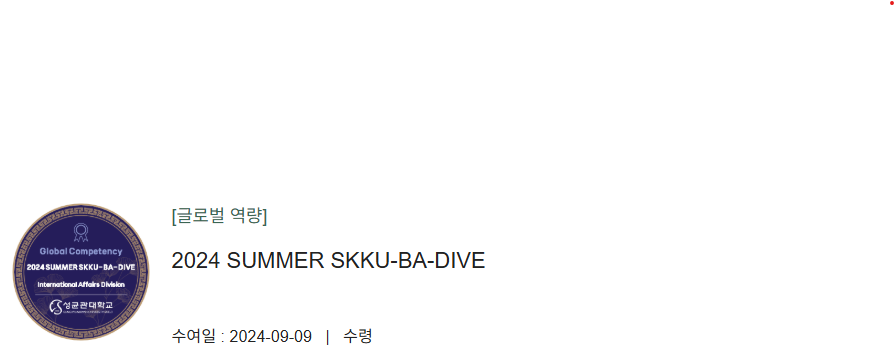 [글로벌 역량]
Global Competency
2024 SUMMER SKKU-BA-DIVE
2024 SUMMER SKKU-BA-DIVE
International Affairs Division
성균관대학교
수여일 : 2024-09-09 | 수령